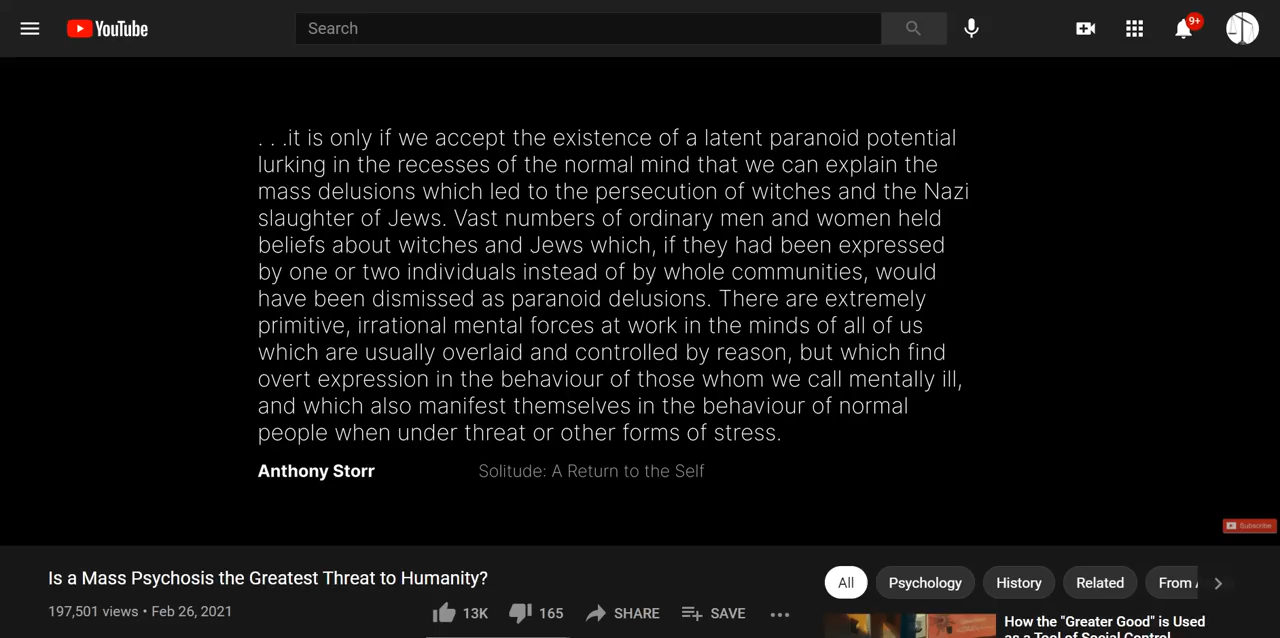 YouTube
Search
9+
. . .it is only if we accept the existence of a latent paranoid potential
lurking in the recesses of the normal mind that we can explain the
mass delusions which led to the persecution of witches and the Nazi
slaughter of Jews. Vast numbers of ordinary men and women held
beliefs about witches and Jews which, if they had been expressed
by one or two individuals instead of by whole communities, would
have been dismissed as paranoid delusions. There are extremely
primitive, irrational mental forces at work in the minds of all of us
which are usually overlaid and controlled by reason, but which find
overt expression in the behaviour of those whom we call mentally ill,
and which also manifest themselves in the behaviour of normal
people when under threat or other forms of stress.
Anthony Storr Solitude: A Return to the Self
Subscribe
Is a Mass Psychosis the Greatest Threat to Humanity?
197,501 views • Feb 26, 2021
13K 165 SHARE SAVE
All Psychology History Related From
How the "Greater Good" is Used
as a Tool of Social Control